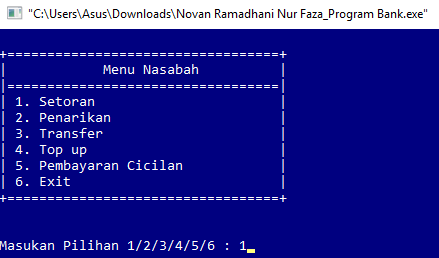 "C:\Users\Asus\Downloads\Novan Ramadhani Nur Faza_Program Bank.exe"
+==================================+
|            Menu Nasabah          |
|==================================|
| 1. Setoran                       |
| 2. Penarikan                     |
| 3. Transfer                      |
| 4. Top up                        |
| 5. Pembayaran Cicilan            |
| 6. Exit                          |
+==================================+
Masukan Pilihan 1/2/3/4/5/6 : 1